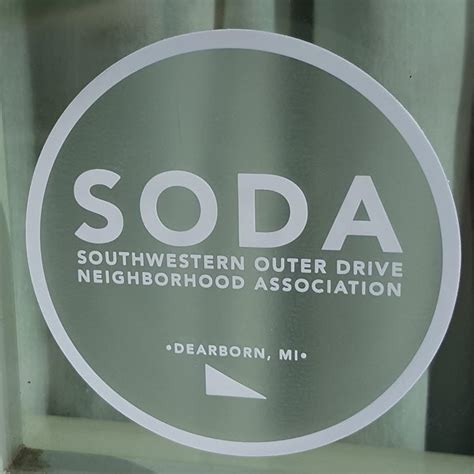 SODA
SOUTHWESTERN OUTER DRIVE
NEIGHBORHOOD ASSOCIATION
•DEARBORN, MI•